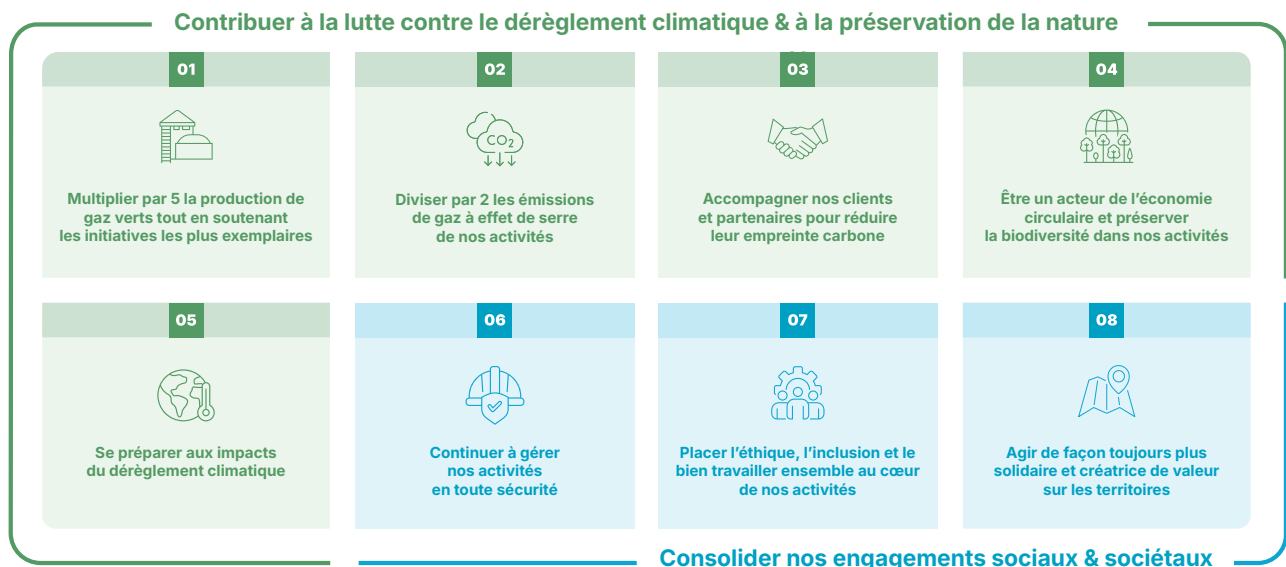 Contribuer à la lutte contre le dérèglement climatique & à la préservation de la nature
01
Multiplier par 5 la production de
gaz verts tout en soutenant
les initiatives les plus exemplaires
02
CO2
Diviser par 2 les émissions
de gaz à effet de serre
de nos activités
03
Accompagner nos clients
et partenaires pour réduire
leur empreinte carbone
04
Être un acteur de l’économie
circulaire et préserver
la biodiversité dans nos activités
05
Se préparer aux impacts
du dérèglement climatique
06
Continuer à gérer
nos activités
en toute sécurité
07
Placer l’éthique, l’inclusion et le
bien travailler ensemble au cœur
de nos activités
08
Agir de façon toujours plus
solidaire et créatrice de valeur
sur les territoires
Consolider nos engagements sociaux & sociétaux